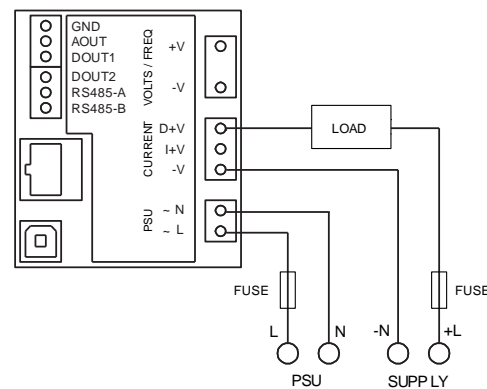 GND
AOUT
DOUT1
DOUT2
RS485-A
RS485-B
VOLTS / FREQ
+V
-V
CURRENT
D+V
I+V
-V
LOAD
PSU
~ N
~ L
FUSE
FUSE
L
N
-N
+L
PSU
SUPPLY